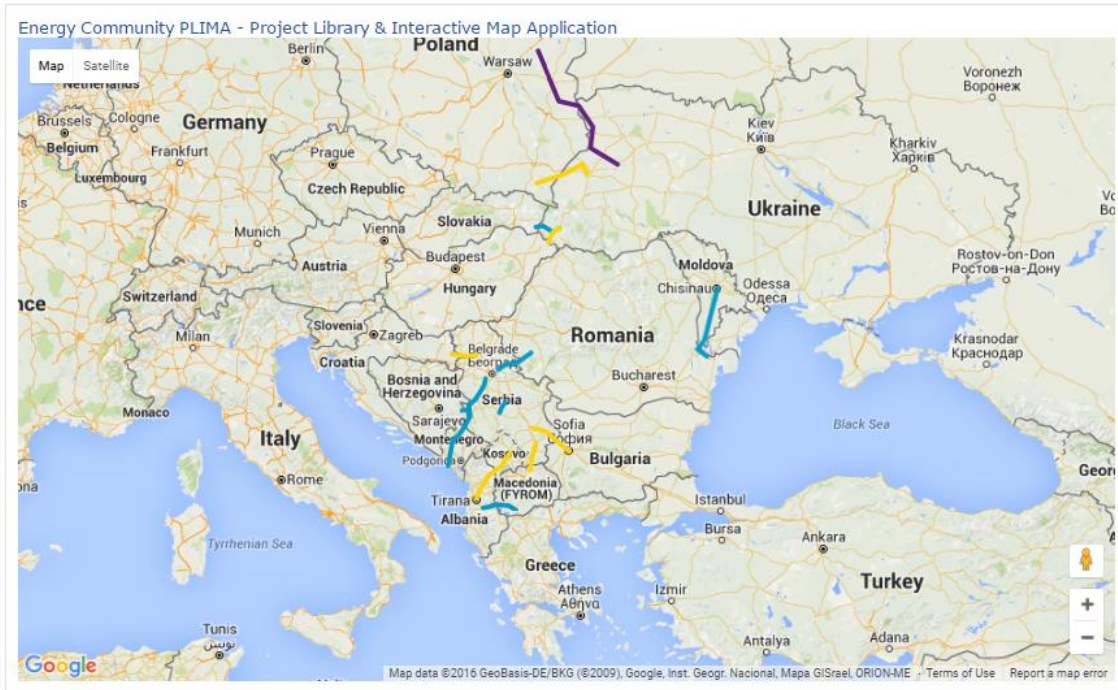 Energy Community PLIMA - Project Library & Interactive Map Application
Map
Satellite
Berlin
Poland
Warsaw
Voronezh
Воронеж
Netherlands
Brussels
Cologne
Germany
Kiev
Київ
Kharkiv
Харків
Belgium
Frankfurt
Prague
Luxembourg
Czech Republic
Ukraine
Slovakia
Munich
Vienna
Rostov-on-Don
Ростов-на-Дону
Budapest
Moldova
Austria
Hungary
Chisinau
Odessa
Одеса
Switzerland
nce
Slovenia
Zagreb
Krasnodar
Краснодар
Milan
Romania
Croatia
Belgrade
Београд
Bosnia and
Herzegovina
Bucharest
Serbia
Monaco
Sarajevo
Sofia
София
Black Sea
Italy
Montenegro
Kosovo
Bulgaria
Podgorica
Geor
ona
Rome
Macedonia
(FYROM)
Tirana
Istanbul
Albania
Bursa
Ankara
Tyrrhenian Sea
Greece
Turkey
Athens
Αθήνα
Izmir
Tunis
تونس
Antalya
Adana
+
−
Google
Map data ©2016 GeoBasis-DE/BKG (©2009), Google, Inst. Geogr. Nacional, Mapa GISrael, ORION-ME
Terms of Use
Report a map error